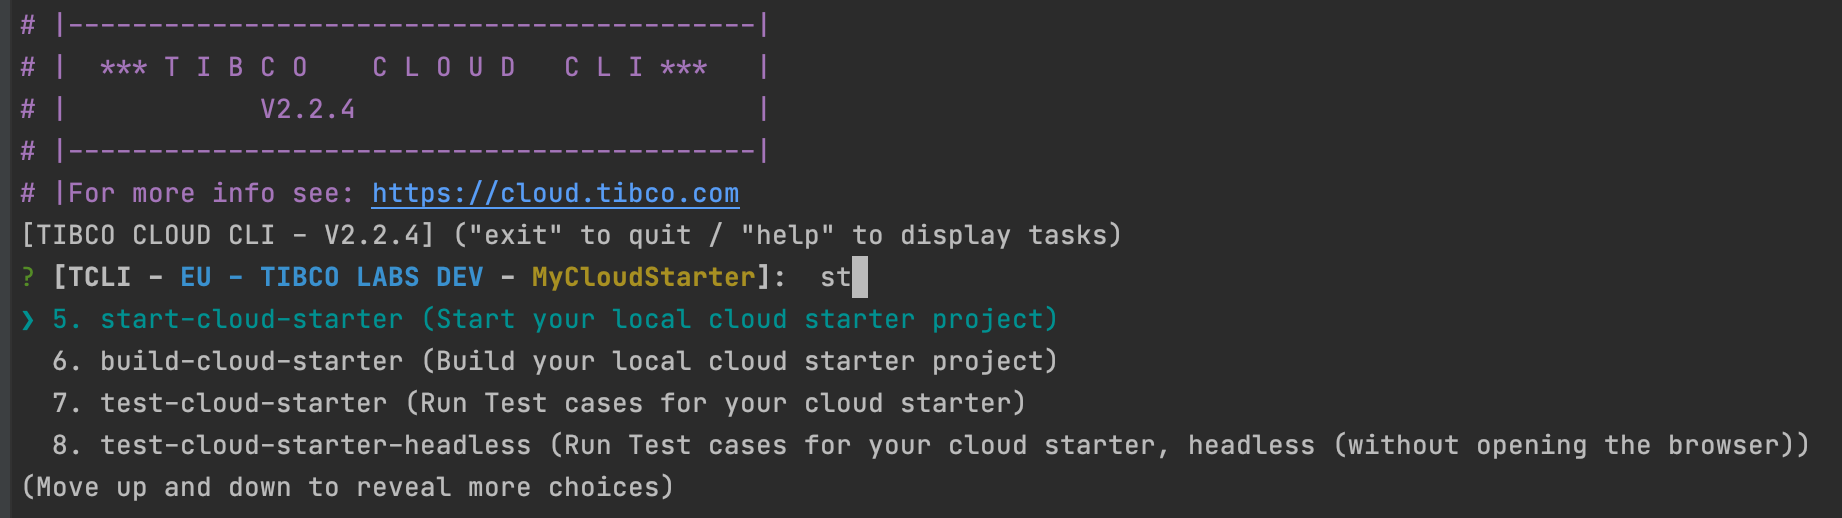 # |-------------------------------------------|
# |  *** T I B C O    C L O U D   C L I ***   |
# |            V2.2.4                         |
# |-------------------------------------------|
# |For more info see: https://cloud.tibco.com
[TIBCO CLOUD CLI - V2.2.4] ("exit" to quit / "help" to display tasks)
? [TCLI - EU - TIBCO LABS DEV - MyCloudStarter]:  st
❯ 5. start-cloud-starter (Start your local cloud starter project)
  6. build-cloud-starter (Build your local cloud starter project)
  7. test-cloud-starter (Run Test cases for your cloud starter)
  8. test-cloud-starter-headless (Run Test cases for your cloud starter, headless (without opening the browser))
(Move up and down to reveal more choices)